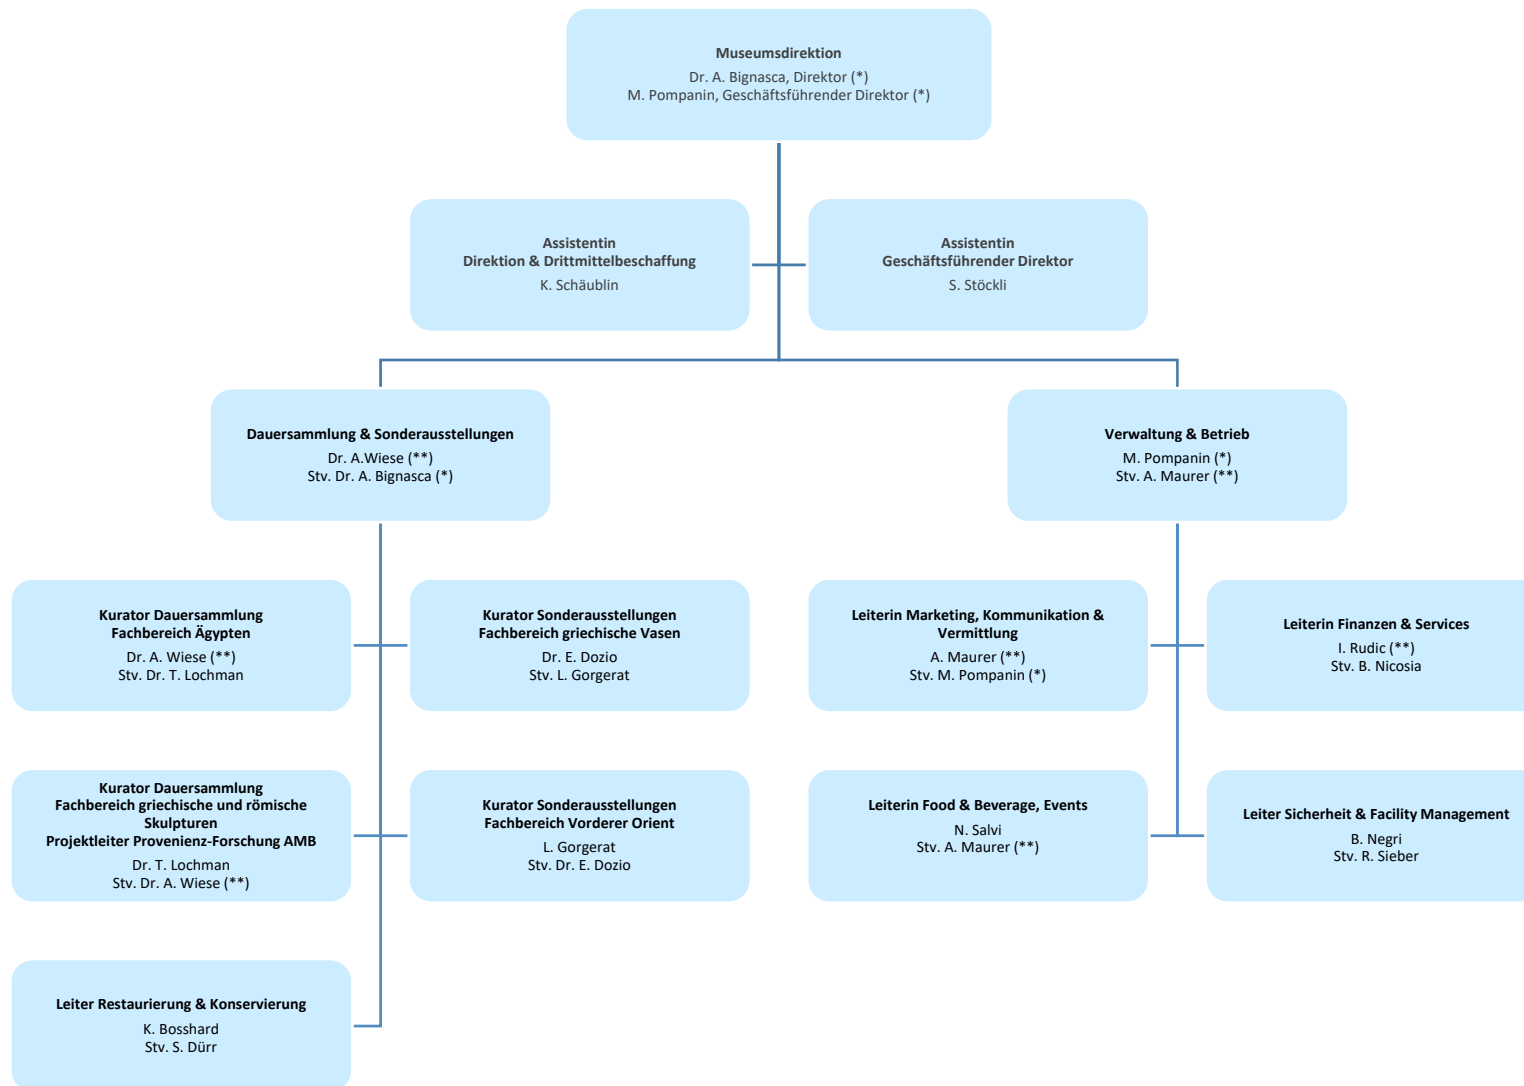 Museumsdirektion
Dr. A. Bignasca, Direktor (*)
M. Pompanin, Geschäftsführender Direktor (*)
Assistentin
Direktion & Drittmittelbeschaffung
K. Schäublin
Assistentin
Geschäftsführender Direktor
S. Stöckli
Dauersammlung & Sonderausstellungen
Dr. A.Wiese (**)
Stv. Dr. A. Bignasca (*)
Verwaltung & Betrieb
M. Pompanin (*)
Stv. A. Maurer (**)
Kurator Dauersammlung
Fachbereich Ägypten
Dr. A. Wiese (**)
Stv. Dr. T. Lochman
Kurator Sonderausstellungen
Fachbereich griechische Vasen
Dr. E. Dozio
Stv. L. Gorgerat
Leiterin Marketing, Kommunikation &
Vermittlung
A. Maurer (**)
Stv. M. Pompanin (*)
Leiterin Finanzen & Services
I. Rudic (**)
Stv. B. Nicosia
Kurator Dauersammlung
Fachbereich griechische und römische
Skulpturen
Projektleiter Provenienz-Forschung AMB
Dr. T. Lochman
Stv. Dr. A. Wiese (**)
Kurator Sonderausstellungen
Fachbereich Vorderer Orient
L. Gorgerat
Stv. Dr. E. Dozio
Leiterin Food & Beverage, Events
N. Salvi
Stv. A. Maurer (**)
Leiter Sicherheit & Facility Management
B. Negri
Stv. R. Sieber
Leiter Restaurierung & Konservierung
K. Bosshard
Stv. S. Dürr